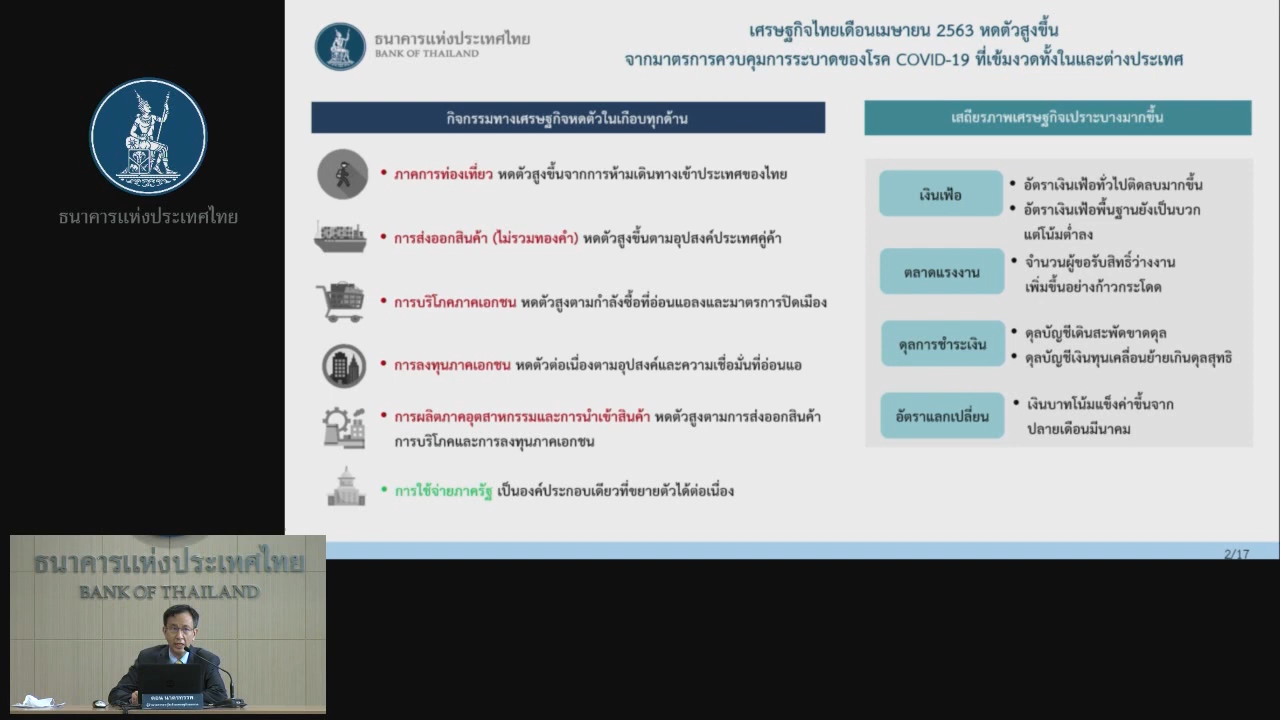 ธนาคารแห่งประเทศไทย
ธนาคารแห่งประเทศไทย
BANK OF THAILAND
เศรษฐกิจไทยเดือนเมษายน 2563 หดตัวสูงขึ้น
จากมาตรการควบคุมการระบาดของโรค COVID-19 ที่เข้มงวดทั้งในและต่างประเทศ
กิจกรรมทางเศรษฐกิจหดตัวในเกือบทุกด้าน
• ภาคการท่องเที่ยว หดตัวสูงขึ้นจากการห้ามเดินทางเข้าประเทศของไทย
• การส่งออกสินค้า (ไม่รวมทองคำ) หดตัวสูงขึ้นตามอุปสงค์ประเทศคู่ค้า
• การบริโภคภาคเอกชน หดตัวสูงตามกำลังซื้อที่อ่อนแอลงและมาตรการปิดเมือง
• การลงทุนภาคเอกชน หดตัวต่อเนื่องตามอุปสงค์และความเชื่อมั่นที่อ่อนแอ
• การผลิตภาคอุตสาหกรรมและการนำเข้าสินค้า หดตัวสูงตามการส่งออกสินค้า
การบริโภคและการลงทุนภาคเอกชน
• การใช้จ่ายภาครัฐ เป็นองค์ประกอบเดียวที่ขยายตัวได้ต่อเนื่อง
เสถียรภาพเศรษฐกิจเปราะบางมากขึ้น
เงินเฟ้อ
• อัตราเงินเฟ้อทั่วไปติดลบมากขึ้น
• อัตราเงินเฟ้อพื้นฐานยังเป็นบวก
แต่โน้มต่ำลง
ตลาดแรงงาน
• จำนวนผู้ขอรับสิทธิ์ว่างงาน
เพิ่มขึ้นอย่างก้าวกระโดด
ดุลการชำระเงิน
• ดุลบัญชีเดินสะพัดขาดดุล
• ดุลบัญชีเงินทุนเคลื่อนย้ายเกินดุลสุทธิ
อัตราแลกเปลี่ยน
• เงินบาทโน้มแข็งค่าขึ้นจาก
ปลายเดือนมีนาคม
2/17
ธนาคารแห่งประเทศไทย
BANK OF THAILAND
ดอน นาครทรรพ